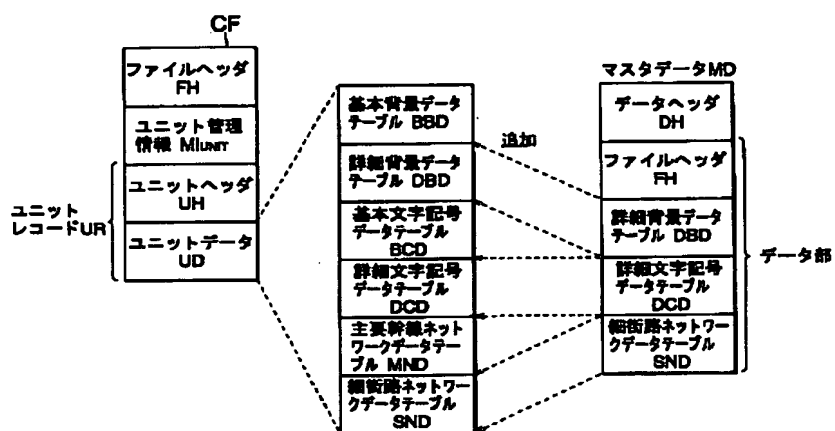 CF
ファイルヘッダ
FH
ユニット管理
情報 MIUNIT
ユニットヘッダ
UH
ユニットデータ
UD
ユニット
レコードUR
基本背景データ
テーブル BBD
詳細背景データ
テーブル DBD
基本文字記号
データテーブル
BCD
詳細文字記号
データテーブル
DCD
主要幹線ネット
ワークデータテー
ブル MND
細街路ネットワー
クデータテーブル
SND
追加
マスタデータMD
データヘッダ
DH
ファイルヘッダ
FH
詳細背景データ
テーブル DBD
詳細文字記号
データテーブル
DCD
細街路ネットワー
クデータテーブル
SND
データ部